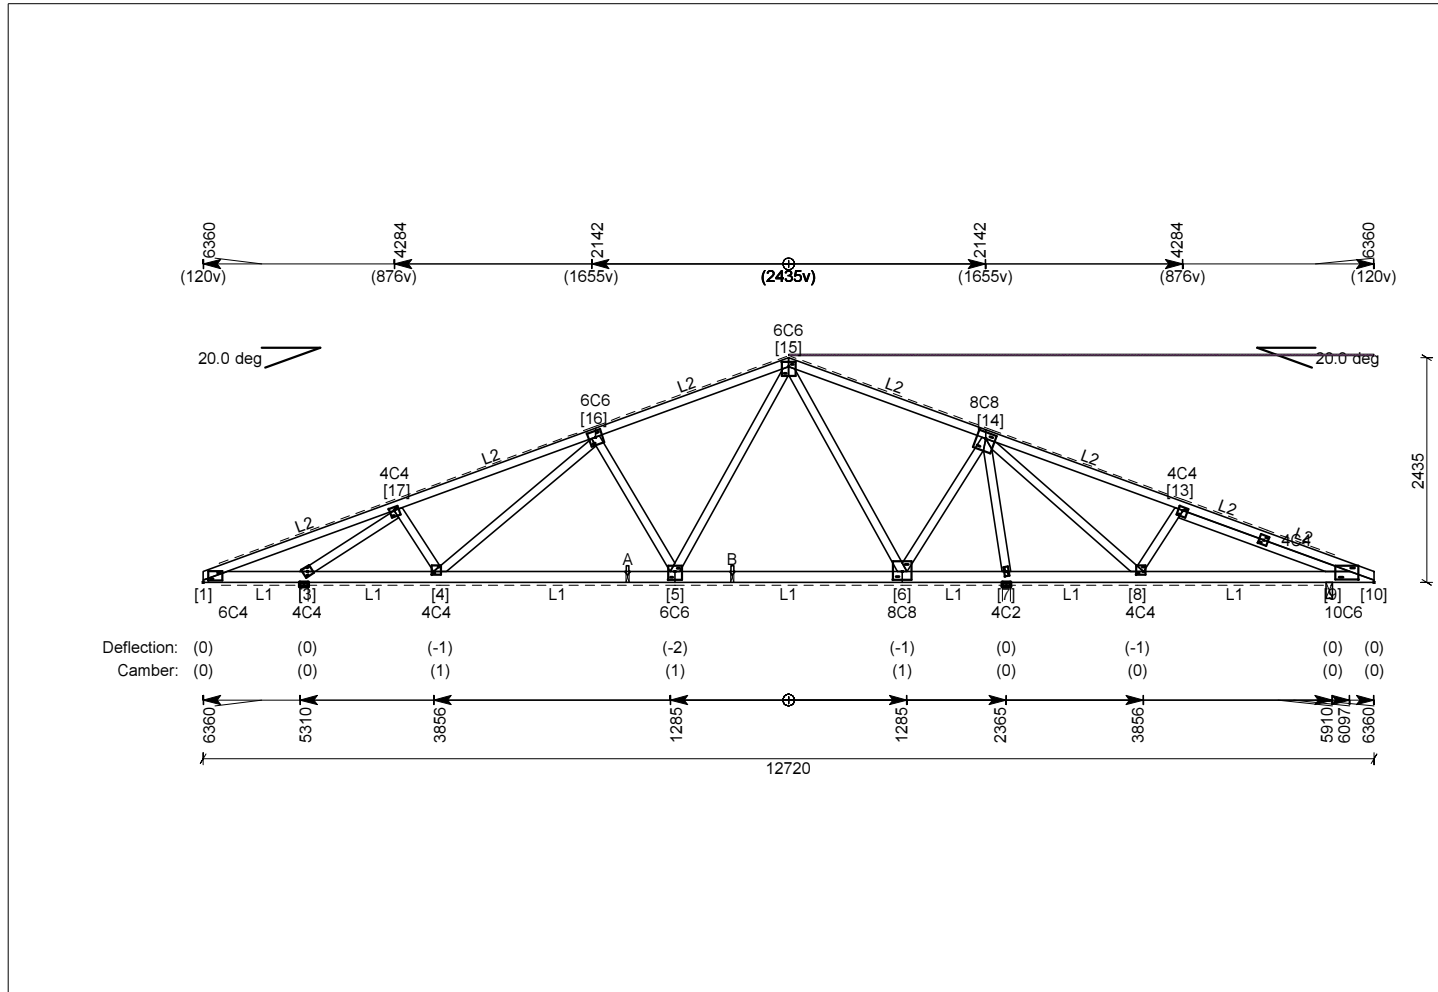 6360 4284 2142 2142 4284 6360
(120v) (876v) (1655v) (2435v) (1655v) (876v) (120v)
6C6
[15]
20.0 deg 20.0 deg
L2 L2
6C6 8C8
[16] [14]
L2 L2
2435
4C4 4C4
[17] [13]
L2 L2 L2
4C4
A B
[1] L1 [3] L1 [4] L1 [5] L1 [6] L1 [7] L1 [8] L1 [9] [10]
6C4 4C4 4C4 6C6 8C8 4C2 4C4 10C6
Deflection: (0) (0) (-1) (-2) (-1) (0) (-1) (0) (0)
Camber: (0) (0) (1) (1) (1) (0) (0) (0) (0)
6360 5310 3856 1285 1285 2365 3856 5910 6097 6360
12720